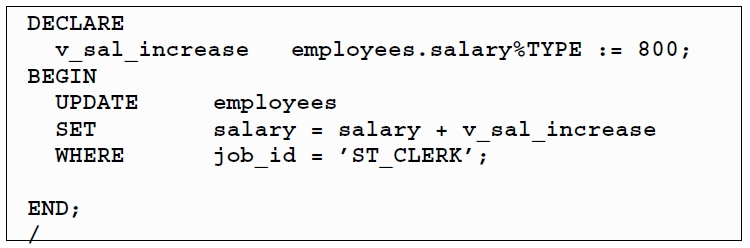 DECLARE
v_sal_increase employees.salary%TYPE := 800;
BEGIN
UPDATE employees
SET salary = salary + v_sal_increase
WHERE job_id = ’ST_CLERK’;
END;
/